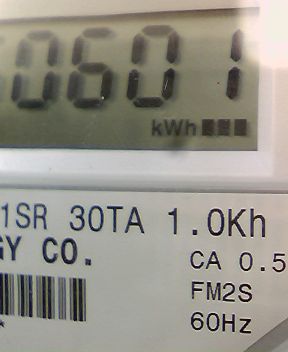 0601
kWh
1SR 30TA 1.0Kh
GY CO.
CA 0.5
FM2S
60Hz